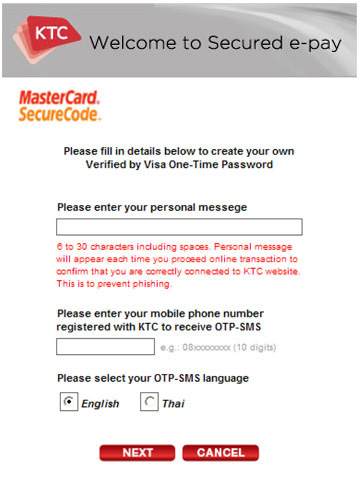 KTC
Welcome to Secured e-pay
MasterCard.
SecureCode.
Please fill in details below to create your own
Verified by Visa One-Time Password
Please enter your personal messege
6 to 30 characters including spaces. Personal message
will appear each time you proceed online transaction to
confirm that you are correctly connected to KTC website.
This is to prevent phishing.
Please enter your mobile phone number
registered with KTC to receive OTP-SMS
e.g.: 08xxxxxxxx (10 digits)
Please select your OTP-SMS language
English Thai
NEXT CANCEL